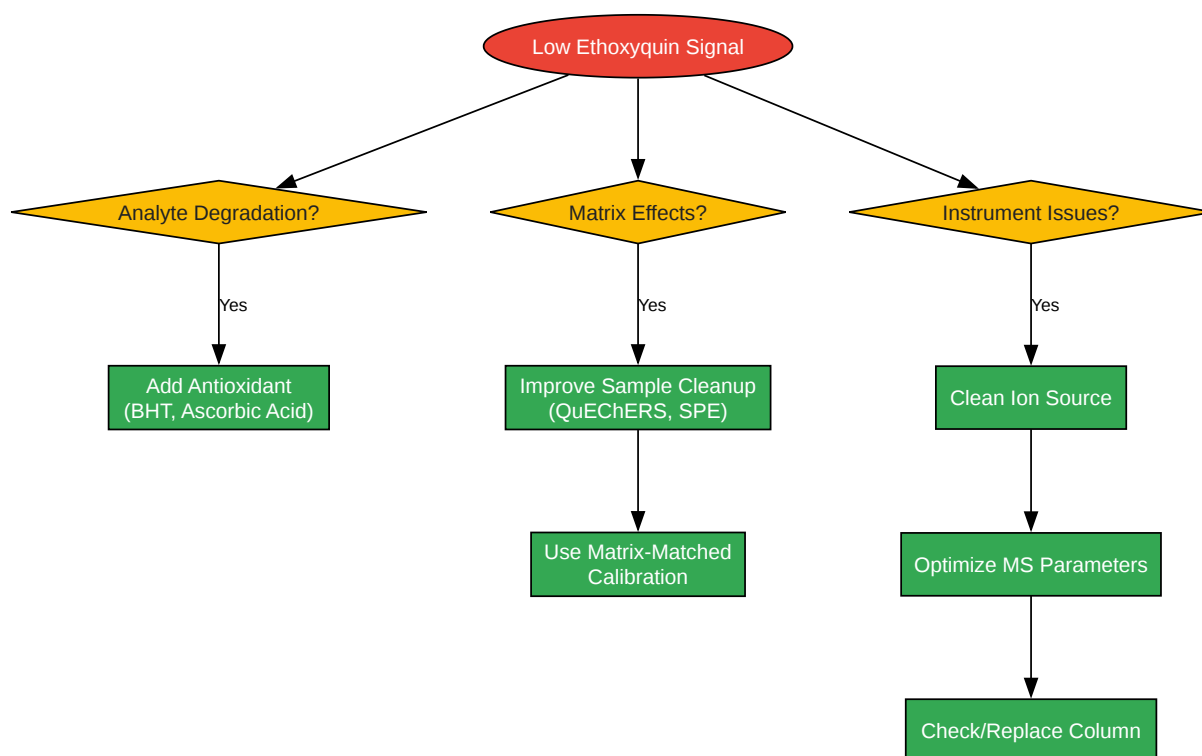 Low Ethoxyquin Signal
Analyte Degradation?
Matrix Effects?
Instrument Issues?
Yes
Yes
Yes
Add Antioxidant
(BHT, Ascorbic Acid)
Improve Sample Cleanup
(QuEChERS, SPE)
Clean Ion Source
Use Matrix-Matched
Calibration
Optimize MS Parameters
Check/Replace Column